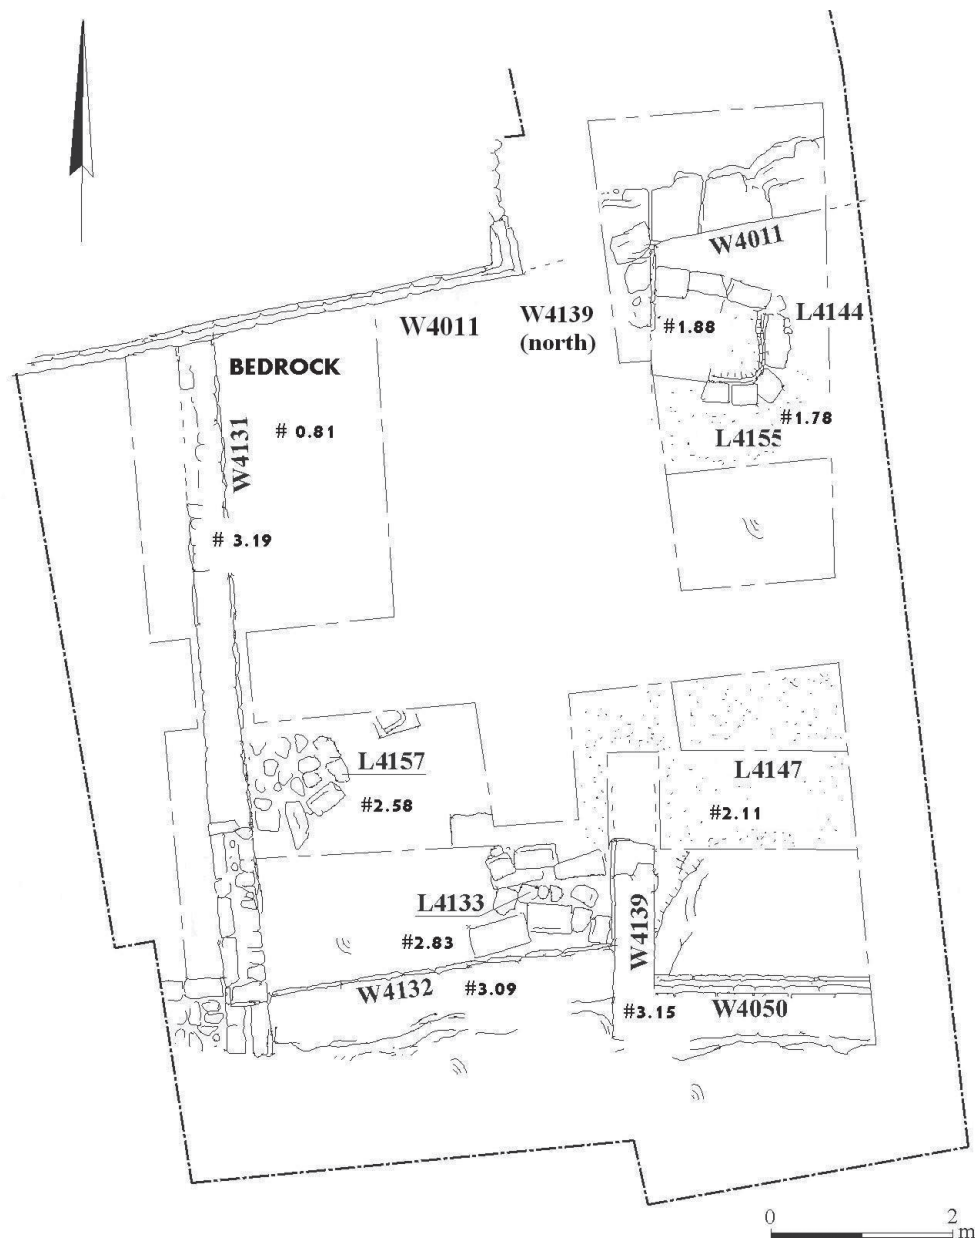 W4011
L4144
W4011
W4139
(north)
#1.88
BEDROCK
#1.78
# 0.81
L4155
W4131
# 3.19
L4157
L4147
#2.58
#2.11
L4133
W4139
#2.83
W4132
#3.09
#3.15
W4050
0 2
m